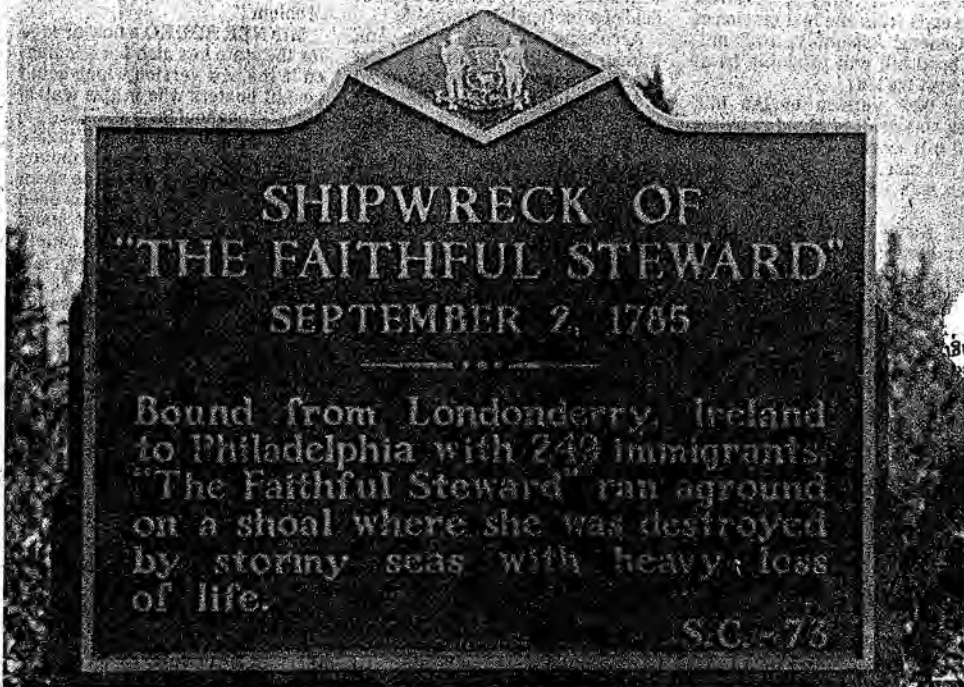 SHIPWRECK OF
"THE FAITHFUL STEWARD"
SEPTEMBER 2, 1785
Bound from Londonderry, Ireland
to Philadelphia with 249 immigrants,
"The Faithful Steward" ran aground
on a shoal where she was destroyed
by stormy seas with heavy loss
of life.
S.C.-76